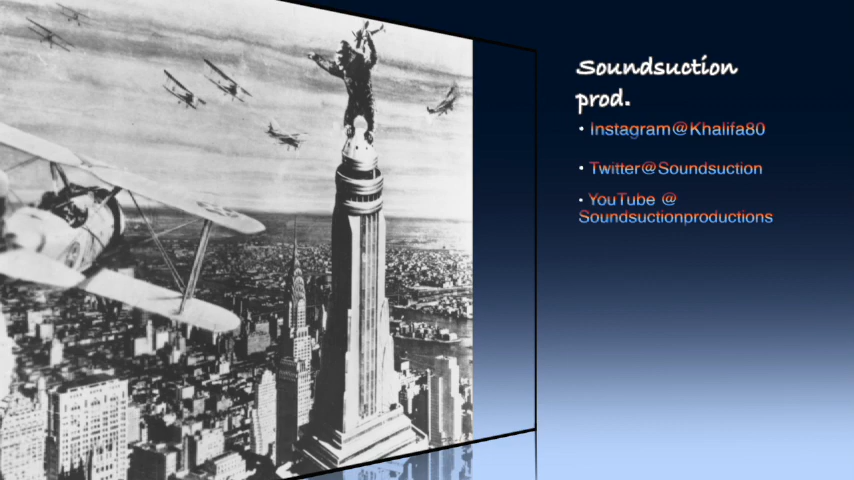 Soundsuction
prod.
• Instagram@Khalifa80
• Twitter@Soundsuction
• YouTube @
Soundsuctionproductions